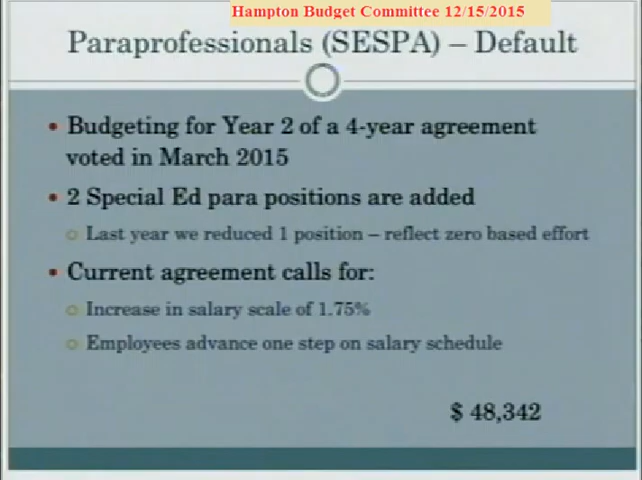 Hampton Budget Committee 12/15/2015
Paraprofessionals (SESPA) – Default
• Budgeting for Year 2 of a 4-year agreement
voted in March 2015
• 2 Special Ed para positions are added
○ Last year we reduced 1 position – reflect zero based effort
• Current agreement calls for:
○ Increase in salary scale of 1.75%
○ Employees advance one step on salary schedule
$ 48,342